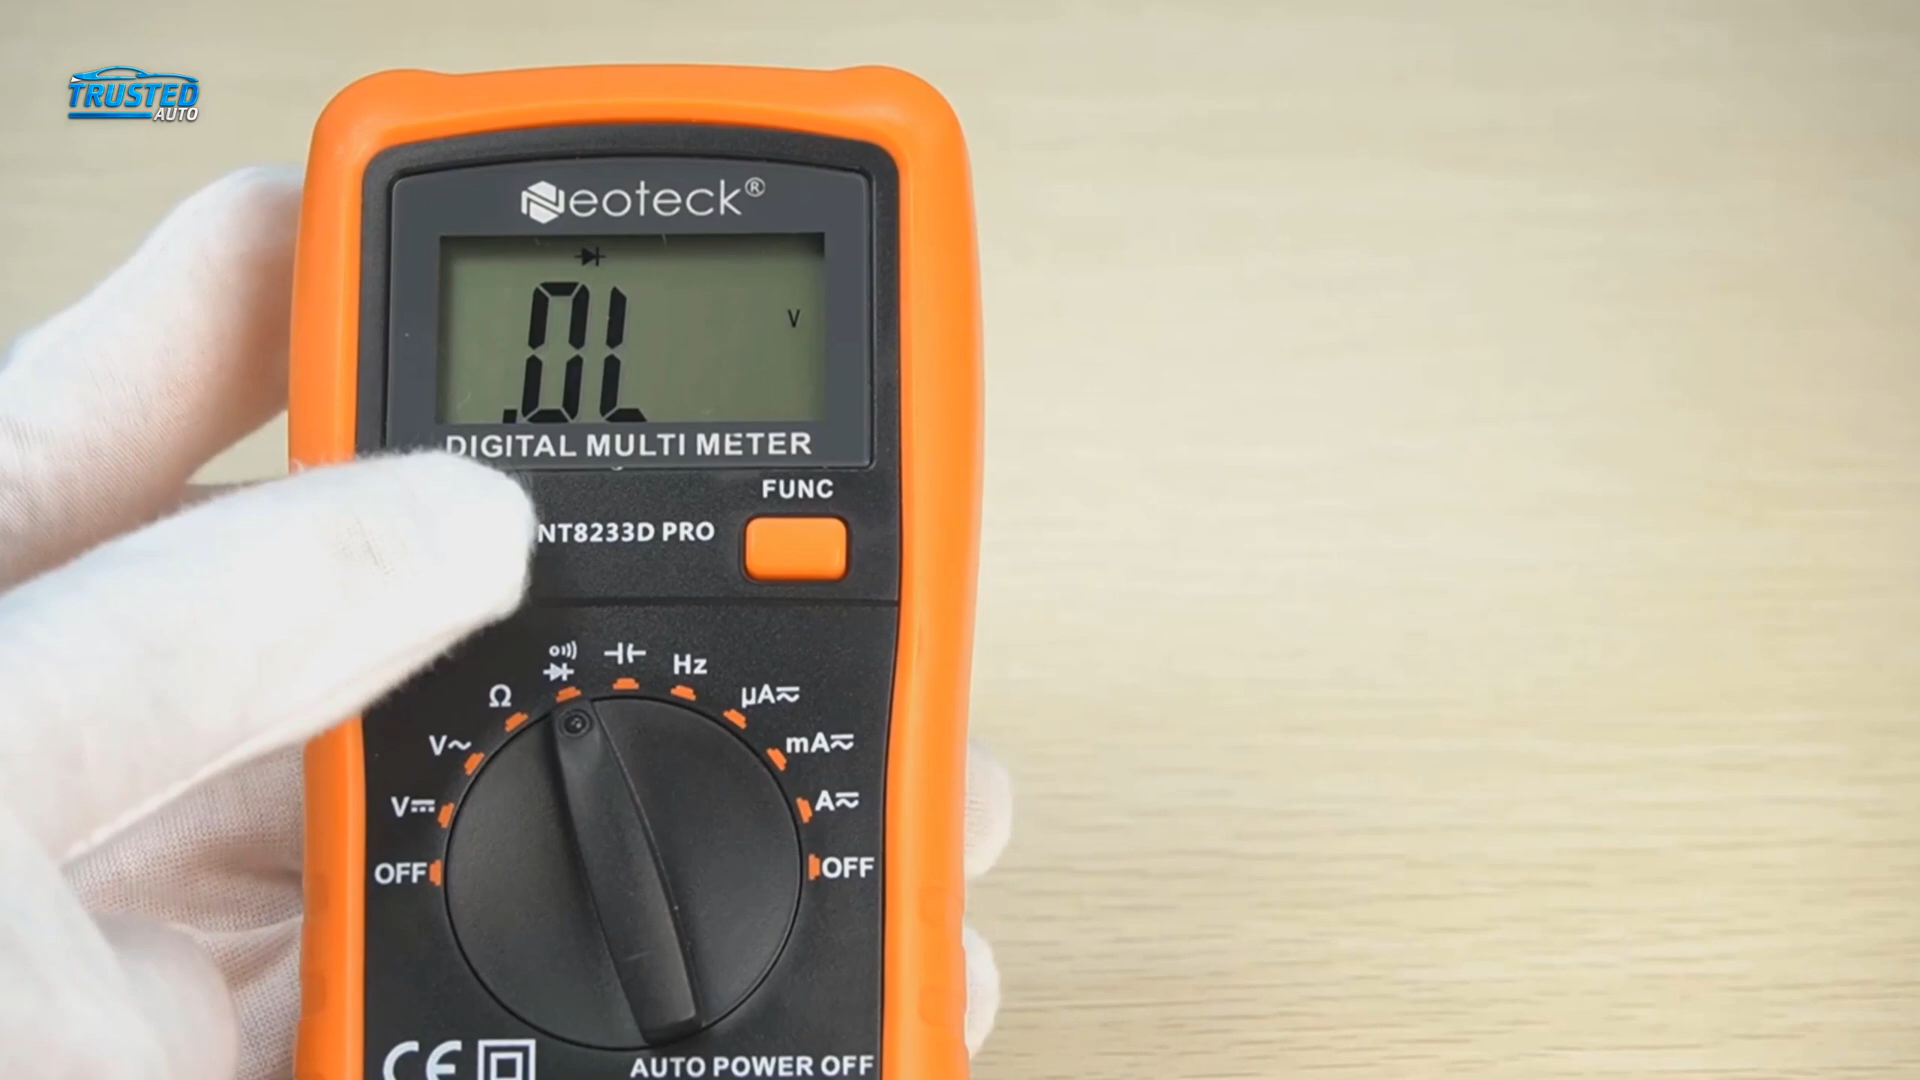 TRUSTED
AUTO
Neoteck®
.0L
V
DIGITAL MULTI METER
FUNC
NT8233D PRO
Hz
Ω
µA
V~
mA
V
A
OFF
OFF
CE
AUTO POWER OFF